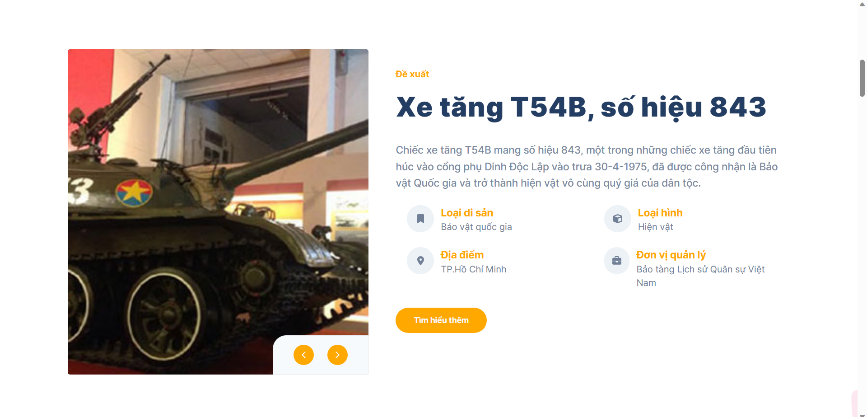 Đề xuất
Xe tăng T54B, số hiệu 843
Chiếc xe tăng T54B mang số hiệu 843, một trong những chiếc xe tăng đầu tiên
húc vào cổng phụ Dinh Độc Lập vào trưa 30-4-1975, đã được công nhận là Bảo
vật Quốc gia và trở thành hiện vật vô cùng quý giá của dân tộc.
Loại di sản
Báo vật quốc gia
Loại hình
Hiện vật
Địa điểm
TP.Hồ Chí Minh
Đơn vị quản lý
Bảo tàng Lịch sử Quân sự Việt
Nam
Tìm hiểu thêm
3